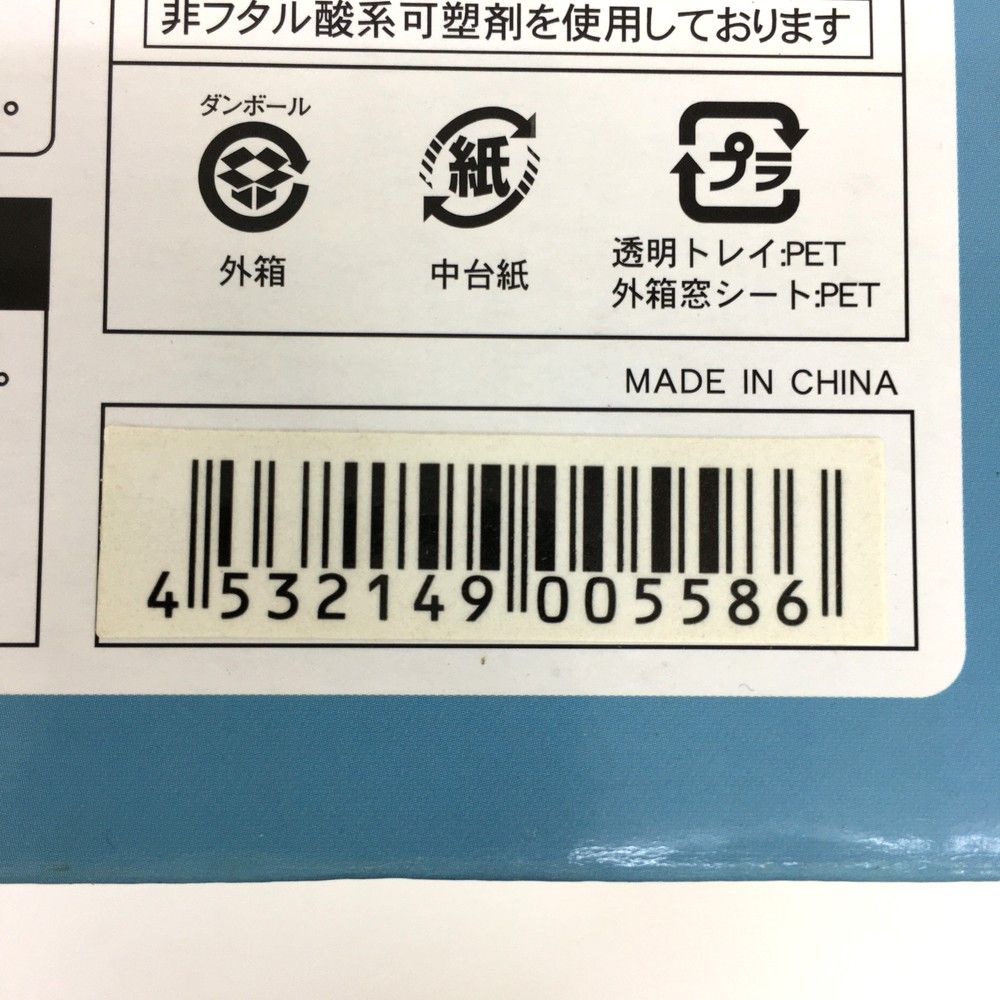 非フタル酸系可塑剤を使用しております
ダンボール
紙
プラ
外箱
中台紙
透明トレイ:PET
外箱窓シート:PET
MADE IN CHINA
4 532149 005586